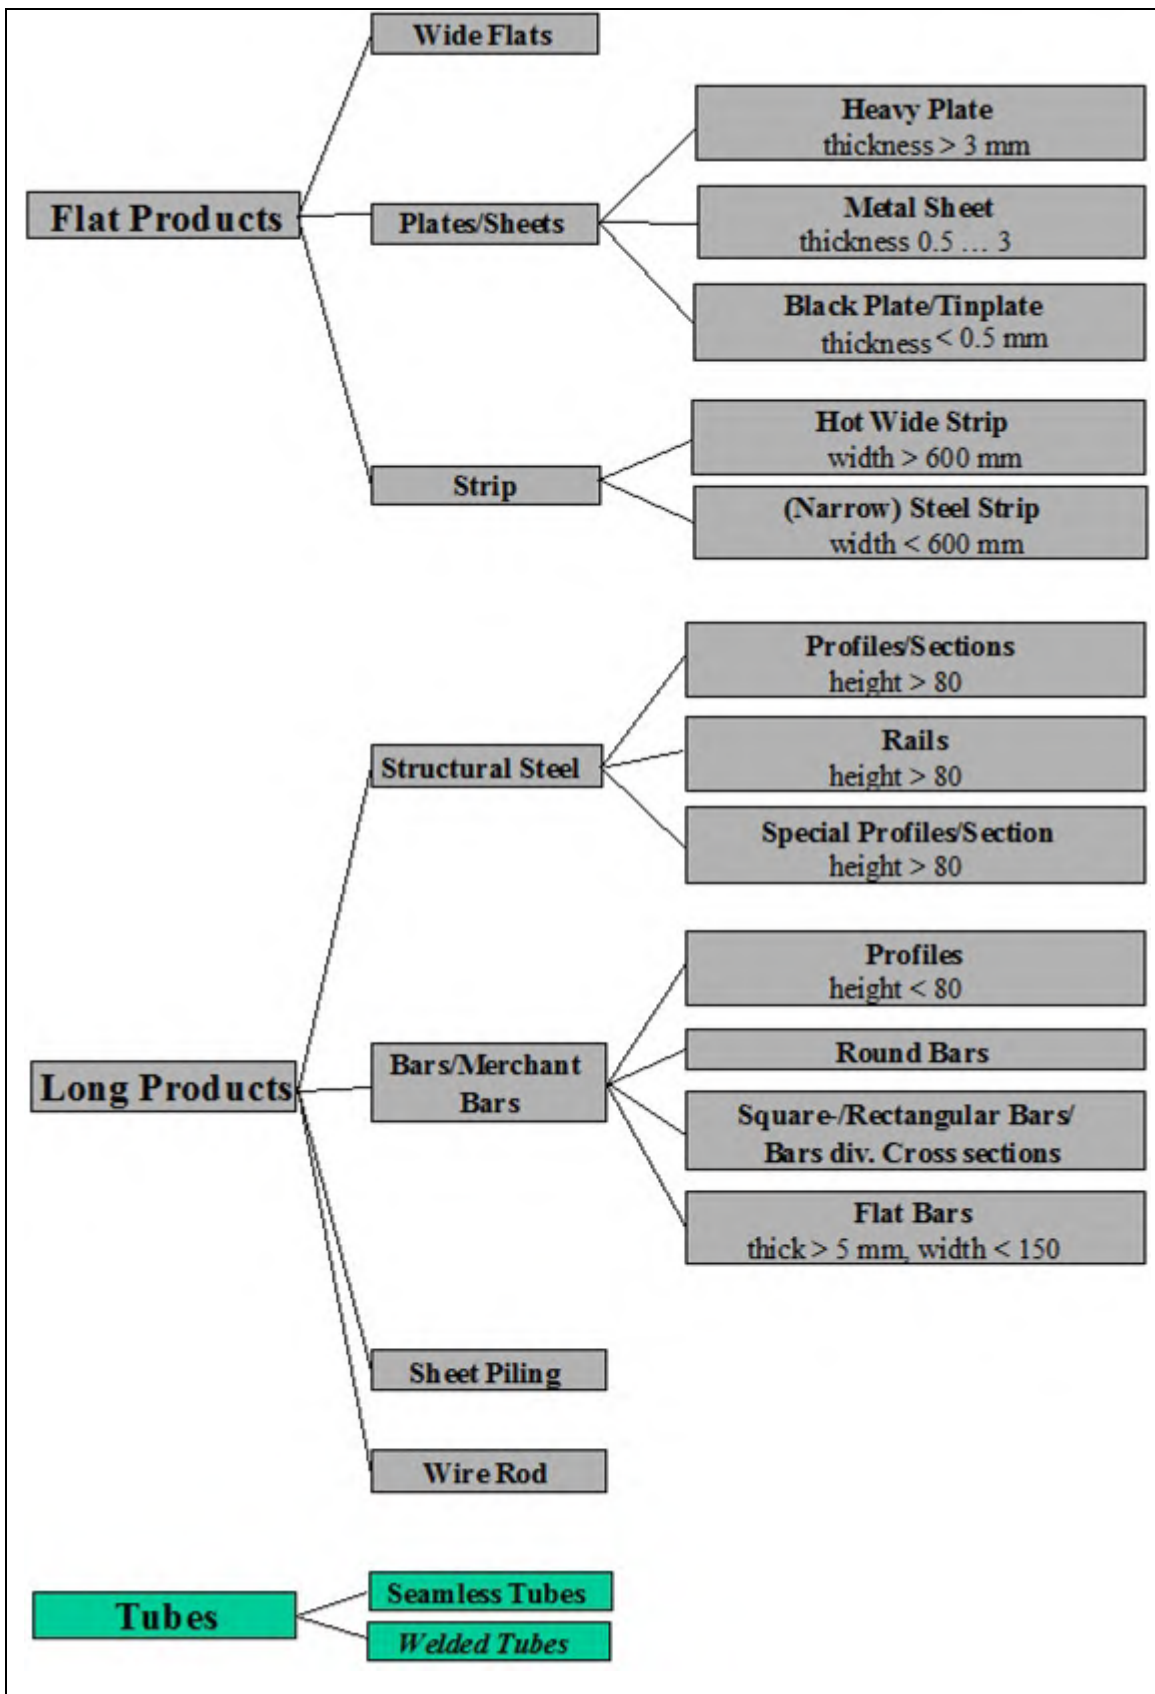 Wide Flats
Heavy Plate
thickness > 3 mm
Flat Products
Plates/Sheets
Metal Sheet
thickness 0.5 … 3
Black Plate/Tinplate
thickness < 0.5 mm
Strip
Hot Wide Strip
width > 600 mm
(Narrow) Steel Strip
width < 600 mm
Structural Steel
Profiles/Sections
height > 80
Rails
height > 80
Special Profiles/Section
height > 80
Long Products
Bars/Merchant
Bars
Profiles
height < 80
Round Bars
Square-/Rectangular Bars/
Bars div. Cross sections
Flat Bars
thick > 5 mm, width < 150
Sheet Piling
Wire Rod
Tubes
Seamless Tubes
Welded Tubes